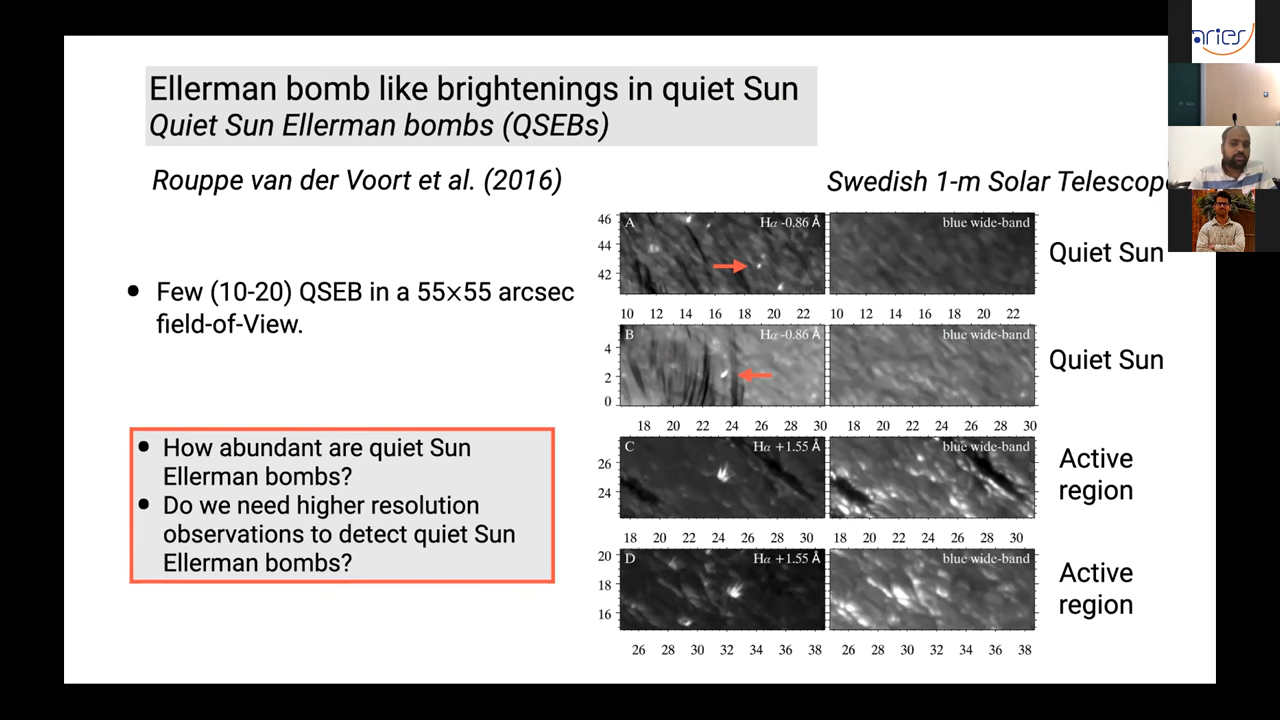 aries
Ellerman bomb like brightenings in quiet Sun
Quiet Sun Ellerman bombs (QSEBs)
Rouppe van der Voort et al. (2016)
Swedish 1-m Solar Telescope
Few (10-20) QSEB in a 55×55 arcsec
field-of-View.
How abundant are quiet Sun
Ellerman bombs?
Do we need higher resolution
observations to detect quiet Sun
Ellerman bombs?
A Hα -0.86 Å blue wide-band
46
44
42
Quiet Sun
10 12 14 16 18 20 22 10 12 14 16 18 20 22
B Hα -0.86 Å blue wide-band
4
2
0
Quiet Sun
18 20 22 24 26 28 30 18 20 22 24 26 28 30
C Hα +1.55 Å blue wide-band
26
24
Active
region
18 20 22 24 26 28 30 18 20 22 24 26 28 30
D Hα +1.55 Å blue wide-band
20
18
16
Active
region
26 28 30 32 34 36 38 26 28 30 32 34 36 38